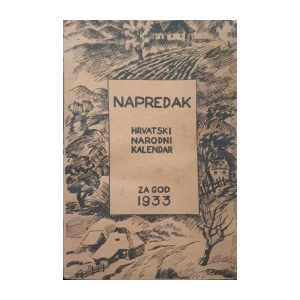 NAPREDAK
HRVATSKI
NARODNI
KALENDAR
ZA GOD
1933